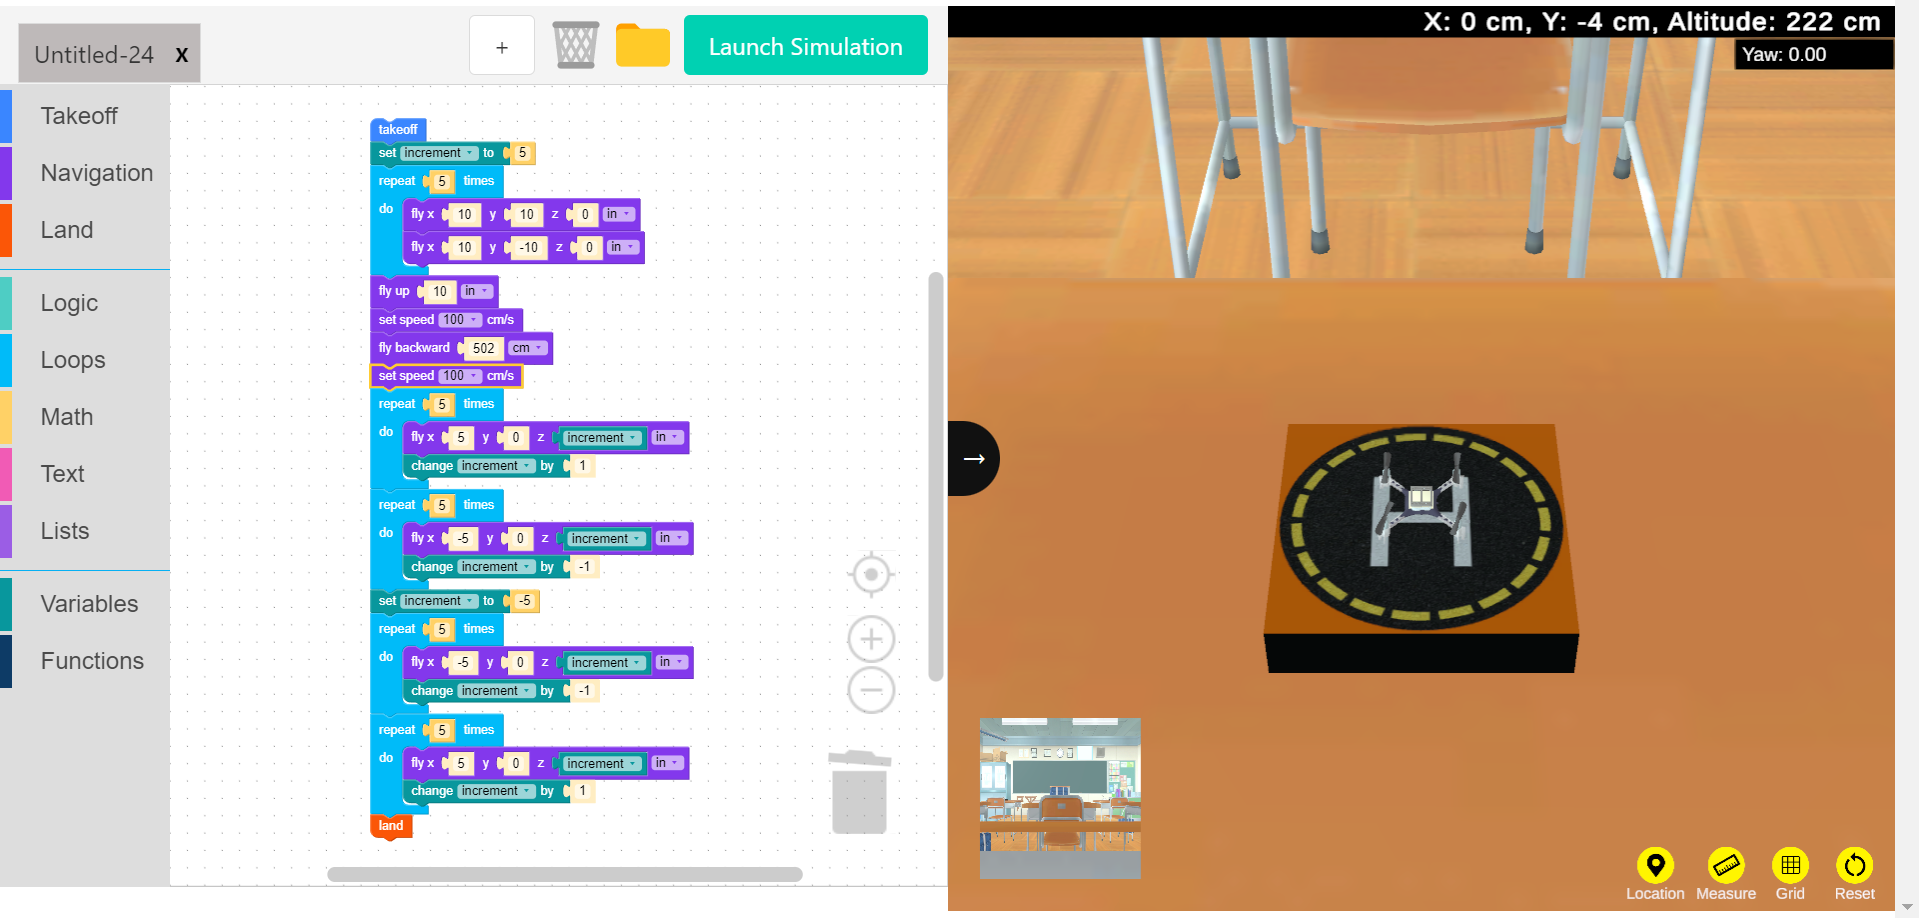 Untitled-24 X
+
Launch Simulation
Takeoff
Navigation
Land
Logic
Loops
Math
Text
Lists
Variables
Functions
takeoff
set increment to 5
repeat 5 times
do
fly x 10 y 10 z 0 in
fly x 10 y -10 z 0 in
fly up 10 in
set speed 100 cm/s
fly backward 502 cm
set speed 100 cm/s
repeat 5 times
do
fly x 5 y 0 z increment in
change increment by 1
repeat 5 times
do
fly x -5 y 0 z increment in
change increment by -1
set increment to -5
repeat 5 times
do
fly x -5 y 0 z increment in
change increment by -1
repeat 5 times
do
fly x 5 y 0 z increment in
change increment by 1
land
X: 0 cm, Y: -4 cm, Altitude: 222 cm
Yaw: 0.00
Location
Measure
Grid
Reset